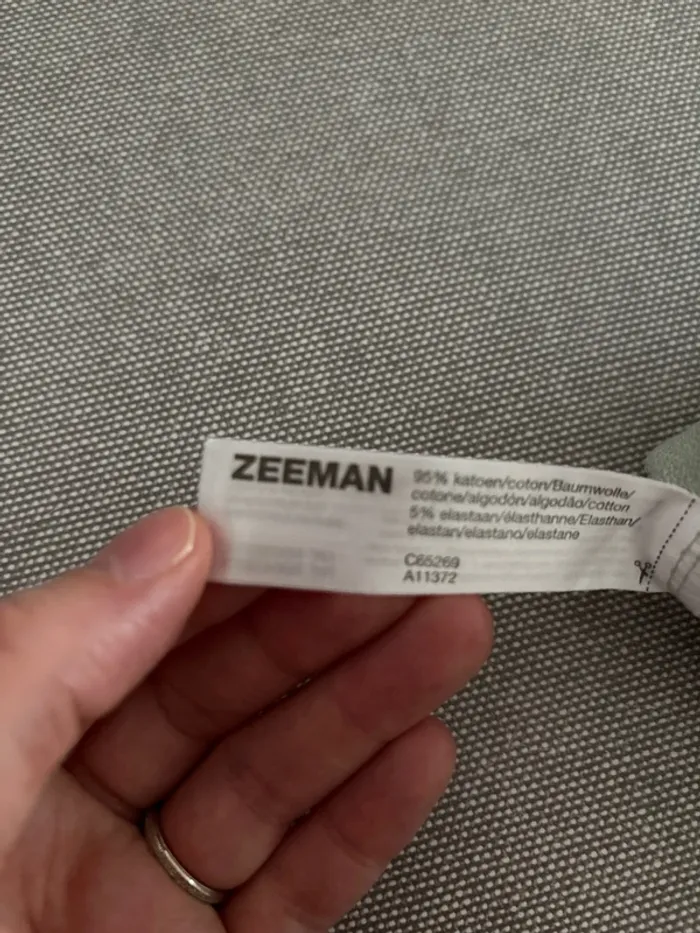 ZEEMAN
95% katoen/coton/Baumwolle/
cotone/algodón/algodão/cotton
5% elastaan/élasthanne/Elasthan/
elastan/elastano/elastane
C65269
A11372